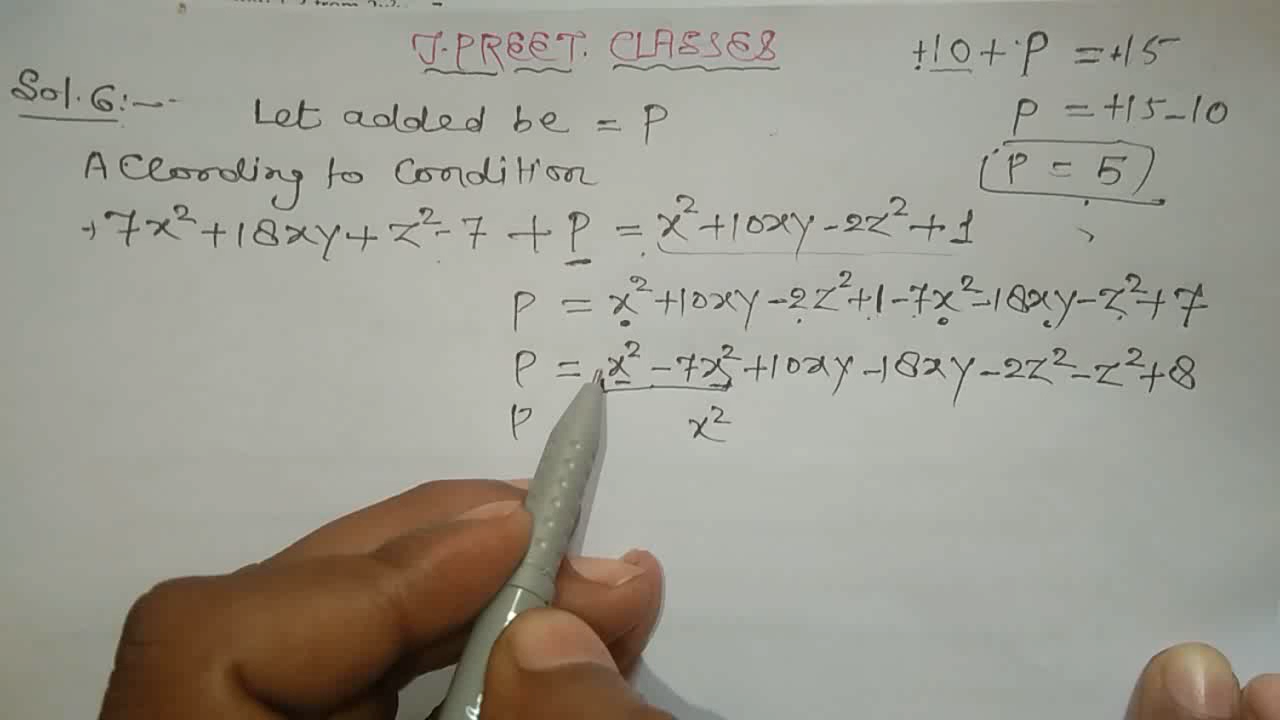 J.PREET. CLASSES
+10+P =+15
P =+15-10
P = 5
Sol.6:-
Let added be = P
According to Condition
7x²+18xy+z²-7 + P = x²+10xy-2z²+1
P = x²+10xy-2z²+1-7x²-18xy-z²+7
P = x²-7x²+10xy-18xy-2z²-z²+8
P x²